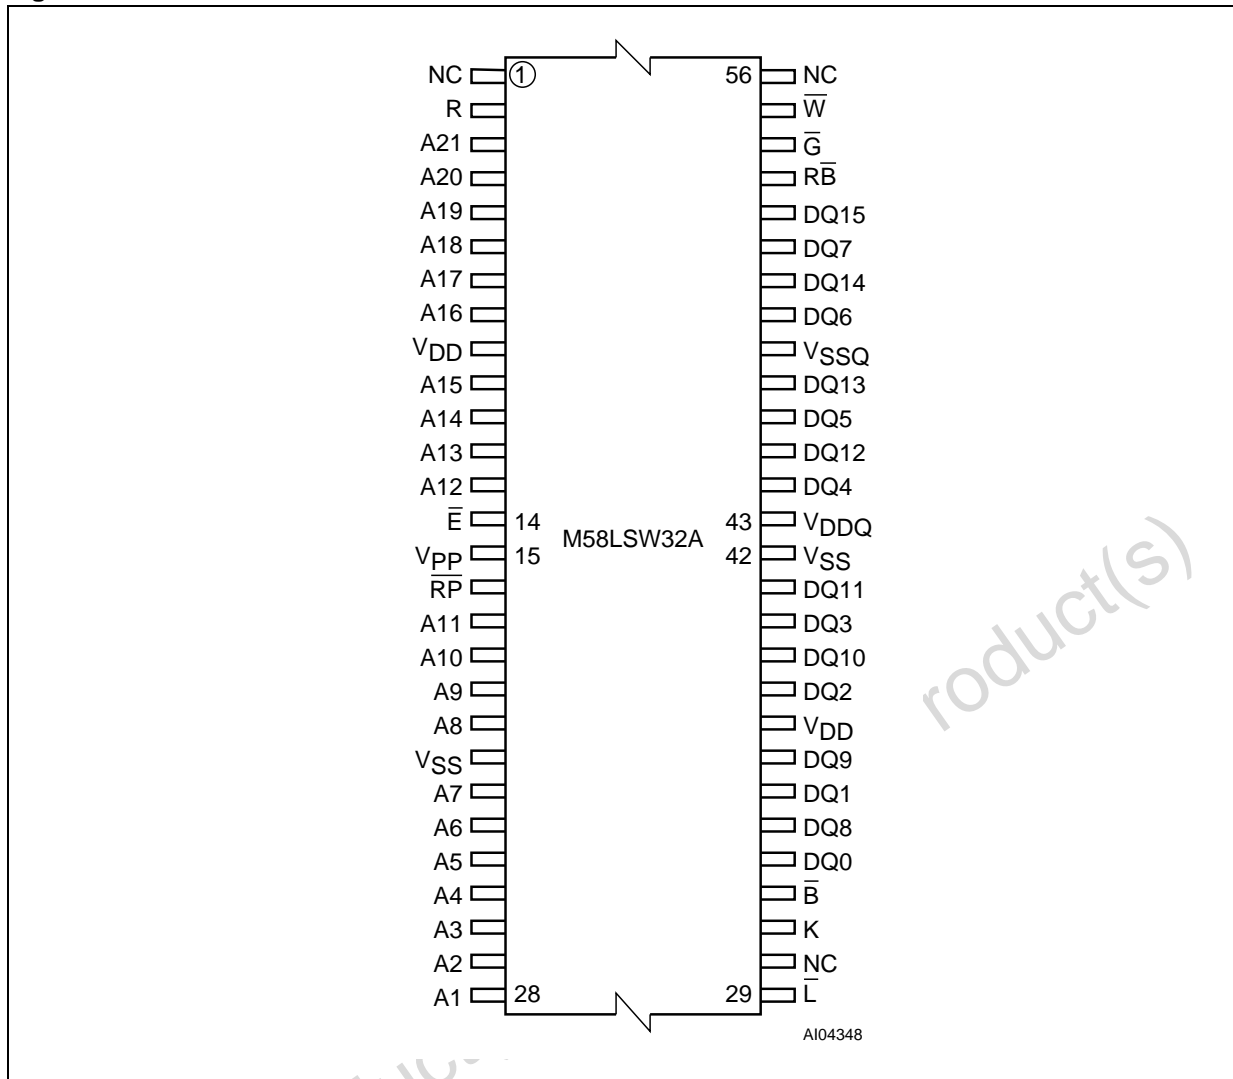 NC 1 56 NC
R W̅
A21 G̅
A20 RB̅
A19 DQ15
A18 DQ7
A17 DQ14
A16 DQ6
VDD VSSQ
A15 DQ13
A14 DQ5
A13 DQ12
A12 DQ4
E̅ 14 43 VDDQ
M58LSW32A
VPP 15 42 VSS
R̅P̅ DQ11
A11 DQ3
A10 DQ10
A9 DQ2
A8 VDD
VSS DQ9
A7 DQ1
A6 DQ8
A5 DQ0
A4 B̅
A3 K
A2 NC
A1 28 29 L̅
AI04348
roduct(s)